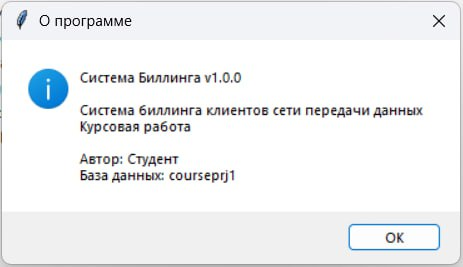 О программе
Система Биллинга v1.0.0
Система биллинга клиентов сети передачи данных
Курсовая работа
Автор: Студент
База данных: courseprj1
OK